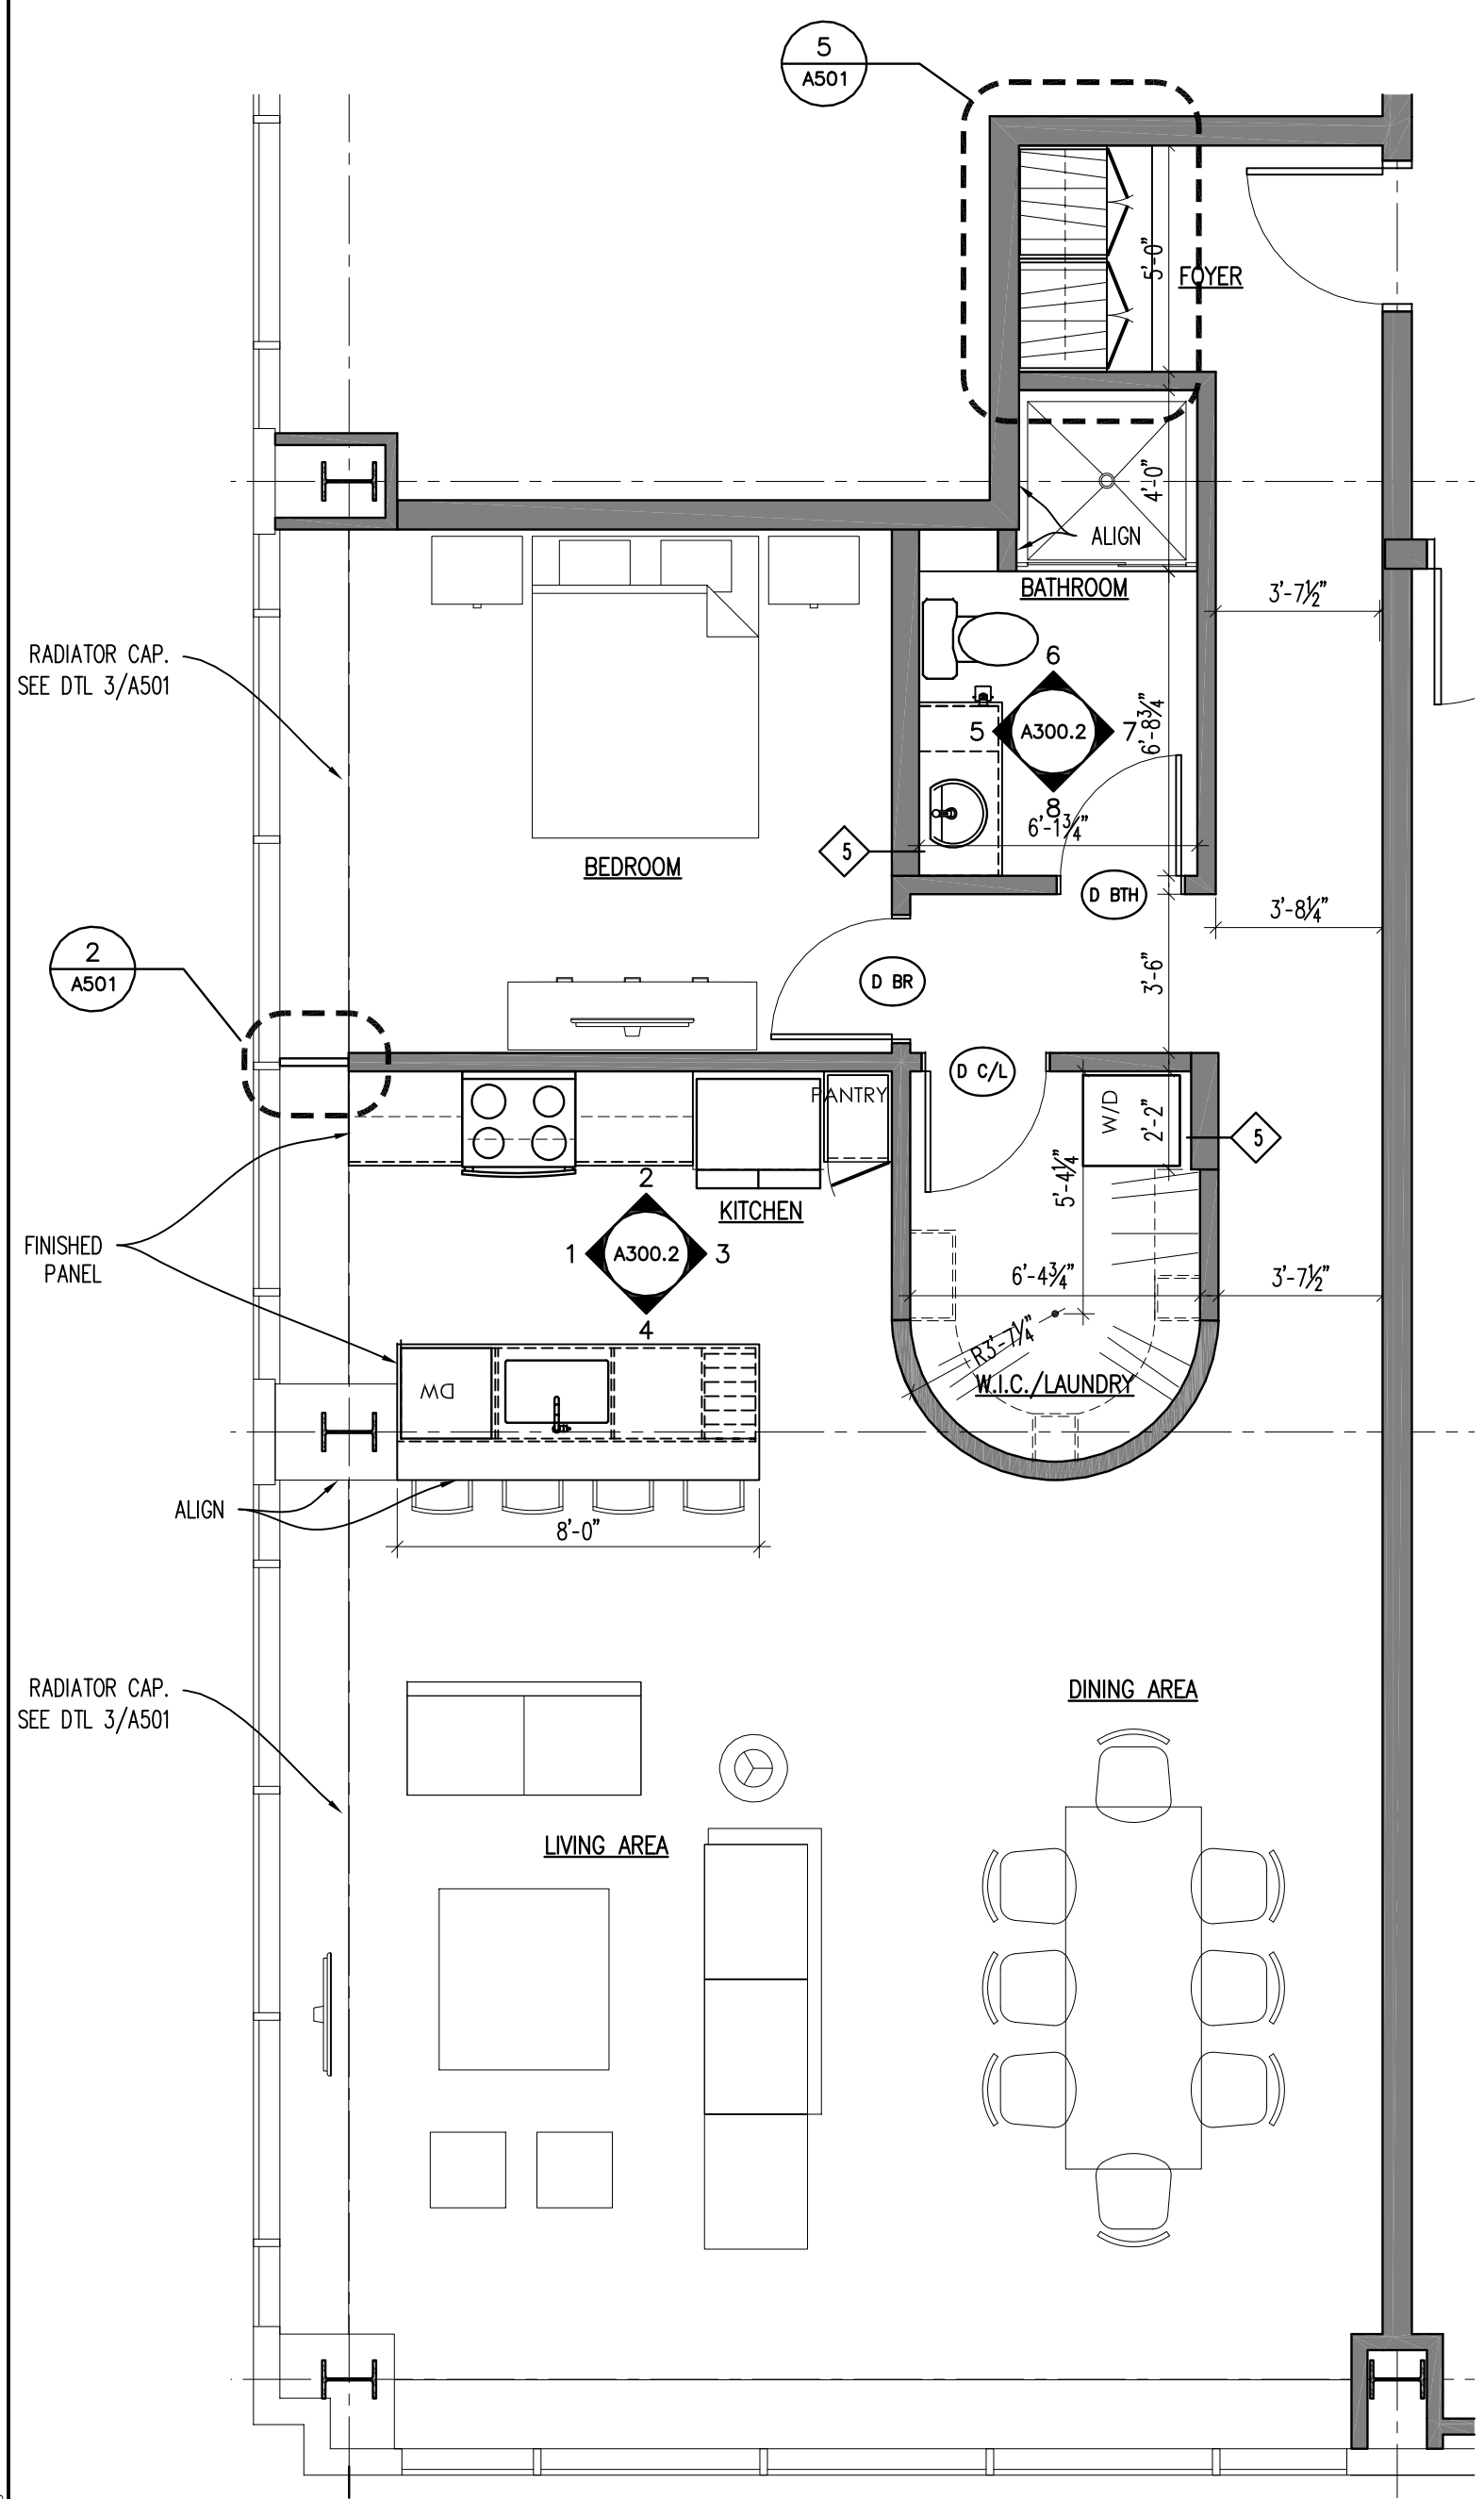 5
A501
5'-0"
FOYER
4'-0"
ALIGN
BATHROOM
3'-7½"
RADIATOR CAP.
SEE DTL 3/A501
6
5
A300.2
7
6'-8¾"
8
6'-1¾"
5
BEDROOM
D BTH
3'-8¼"
2
A501
D BR
3'-6"
D C/L
PANTRY
W/D
2'-2"
5
5'-4¼"
2
KITCHEN
1
A300.2
3
4
FINISHED
PANEL
6'-4¾"
3'-7½"
R3'-7¼"
W.I.C./LAUNDRY
DW
ALIGN
8'-0"
RADIATOR CAP.
SEE DTL 3/A501
DINING AREA
LIVING AREA